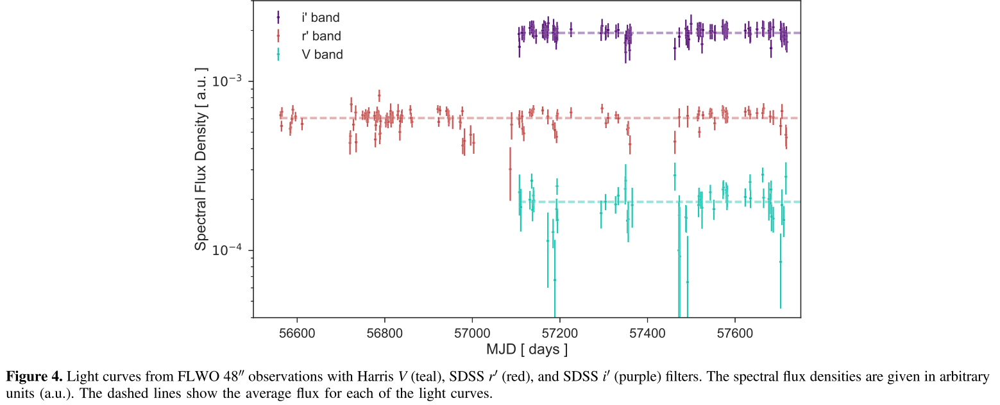 i' band
r' band
V band
Spectral Flux Density [ a.u. ]
10⁻³
10⁻⁴
56600 56800 57000 57200 57400 57600
MJD [ days ]
Figure 4. Light curves from FLWO 48″ observations with Harris V (teal), SDSS r′ (red), and SDSS i′ (purple) filters. The spectral flux densities are given in arbitrary
units (a.u.). The dashed lines show the average flux for each of the light curves.